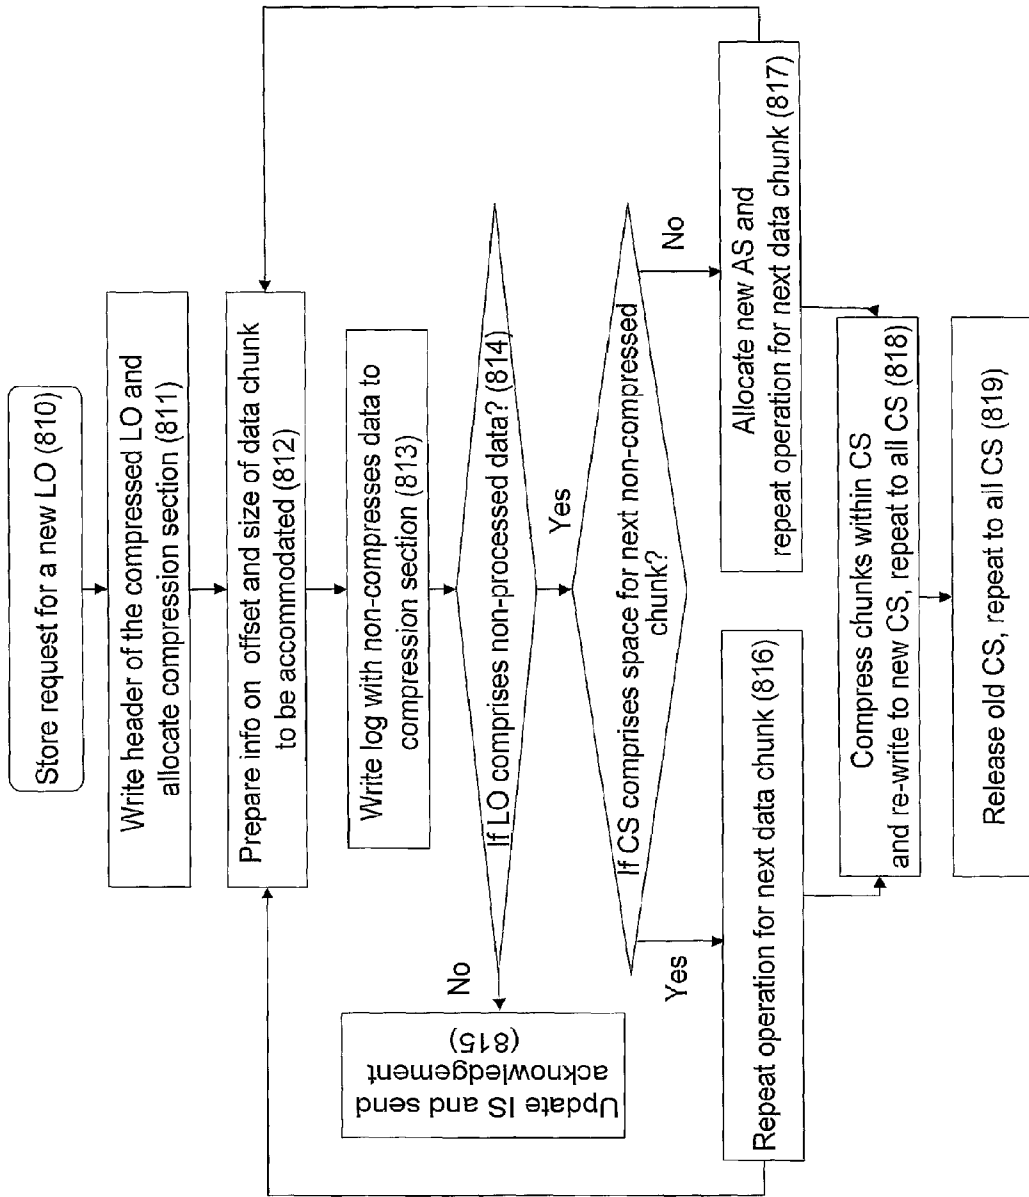 Store request for a new LO (810)
Write header of the compressed LO and
allocate compression section (811)
Prepare info on offset and size of data chunk
to be accommodated (812)
Write log with non-compresses data to
compression section (813)
If LO comprises non-processed data? (814)
No
Yes
Update IS and send
acknowledgement
(815)
If CS comprises space for next non-compressed
chunk?
Yes
No
Repeat operation for next data chunk (816)
Allocate new AS and
repeat operation for next data chunk (817)
Compress chunks within CS
and re-write to new CS, repeat to all CS (818)
Release old CS, repeat to all CS (819)